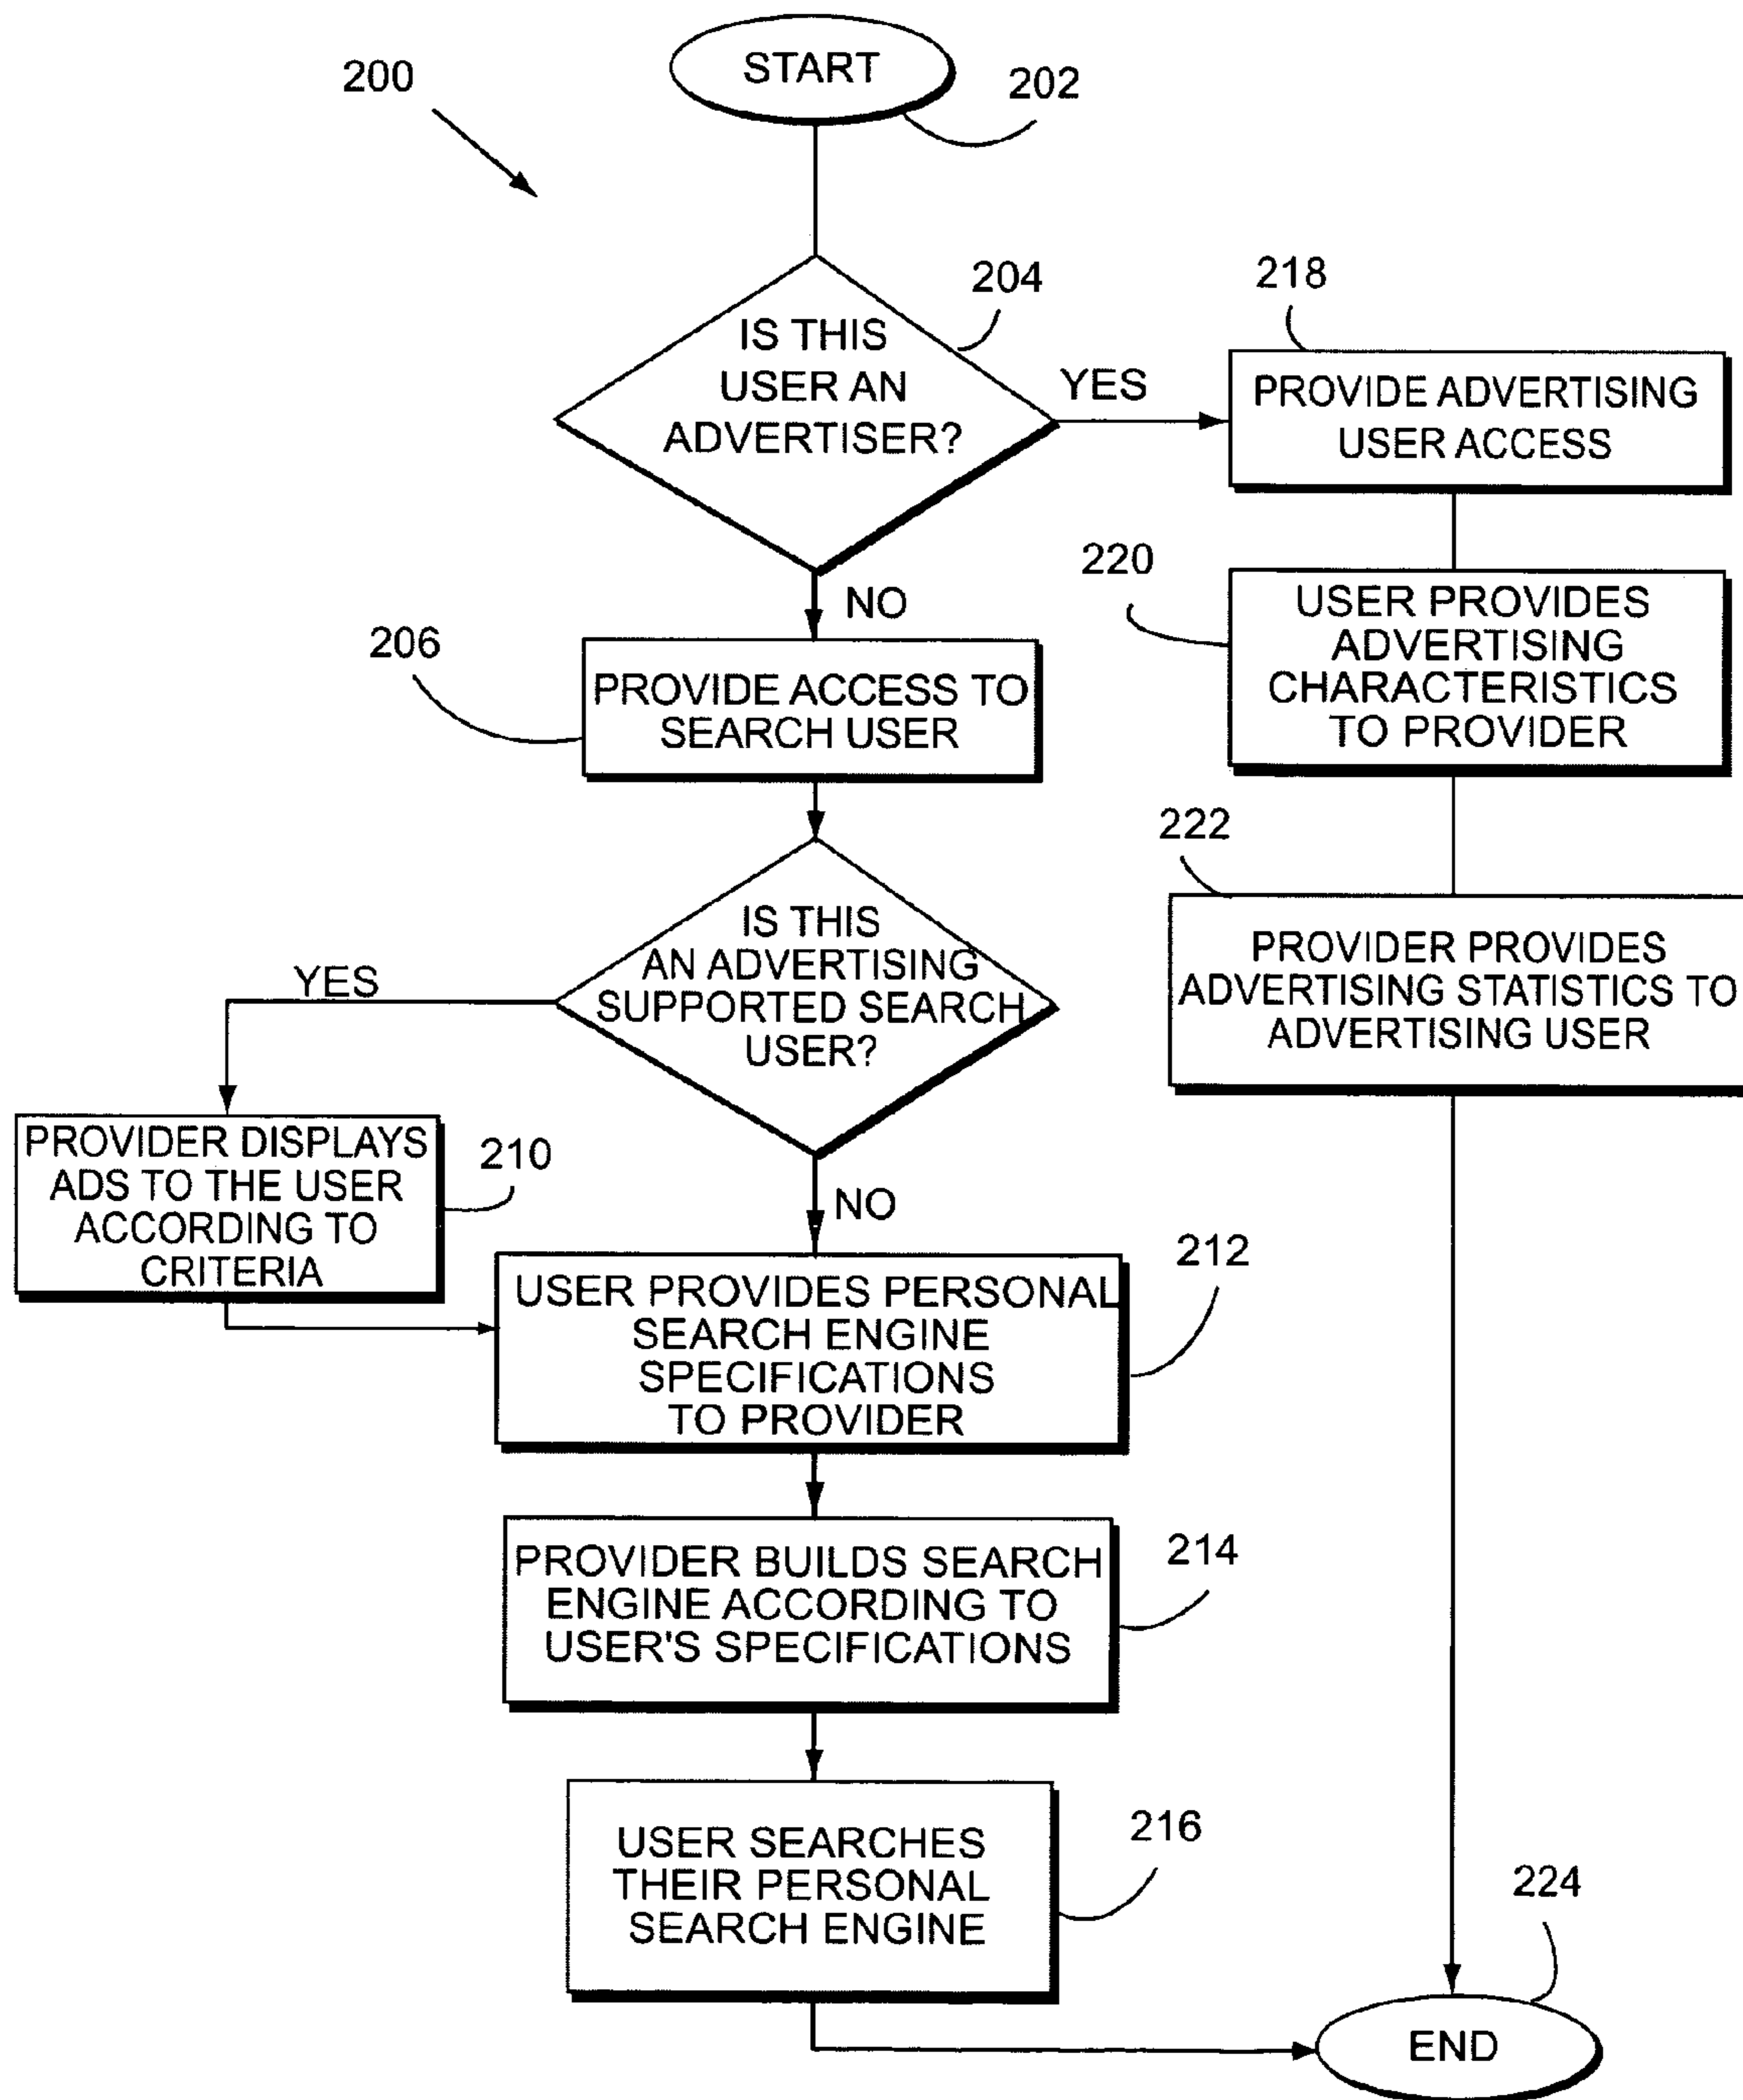 200
START
202
204
IS THIS
USER AN
ADVERTISER?
YES
218
PROVIDE ADVERTISING
USER ACCESS
NO
206
PROVIDE ACCESS TO
SEARCH USER
220
USER PROVIDES
ADVERTISING
CHARACTERISTICS
TO PROVIDER
222
PROVIDER PROVIDES
ADVERTISING STATISTICS TO
ADVERTISING USER
IS THIS
AN ADVERTISING
SUPPORTED SEARCH
USER?
YES
PROVIDER DISPLAYS
ADS TO THE USER
ACCORDING TO
CRITERIA
210
NO
212
USER PROVIDES PERSONAL
SEARCH ENGINE
SPECIFICATIONS
TO PROVIDER
214
PROVIDER BUILDS SEARCH
ENGINE ACCORDING TO
USER'S SPECIFICATIONS
216
USER SEARCHES
THEIR PERSONAL
SEARCH ENGINE
224
END